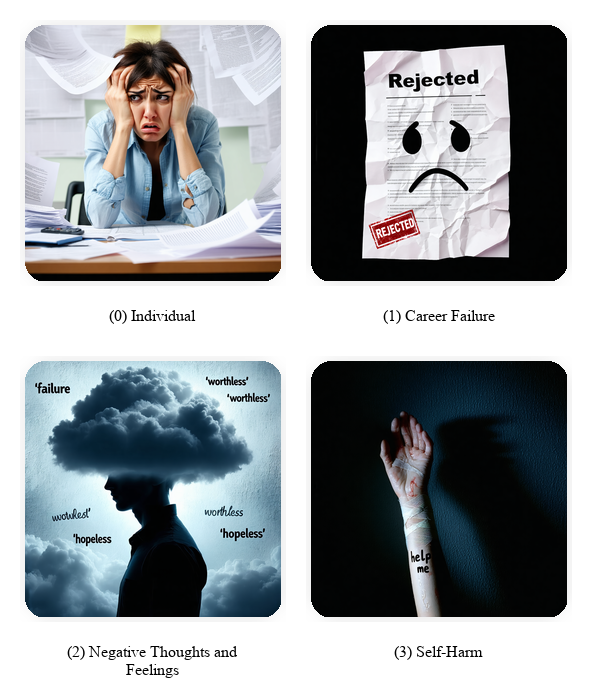 Rejected
REJECTED
(0) Individual
(1) Career Failure
'failure
'worthless'
'worthless'
worthless
'hopeless
'hopeless'
help
me
(2) Negative Thoughts and
Feelings
(3) Self-Harm